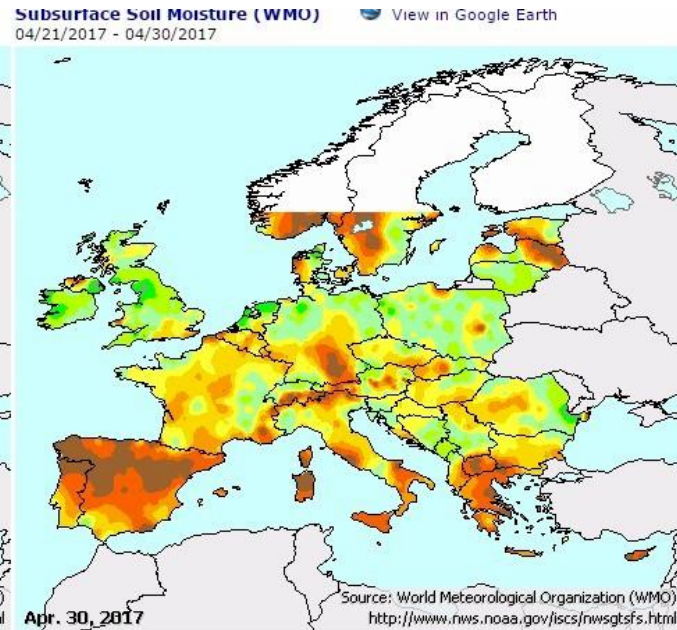 Subsurface Soil Moisture (WMO) View in Google Earth
04/21/2017 - 04/30/2017
Source: World Meteorological Organization (WMO)
Apr. 30, 2017 http://www.nws.noaa.gov/iscs/nwsgtsfs.html